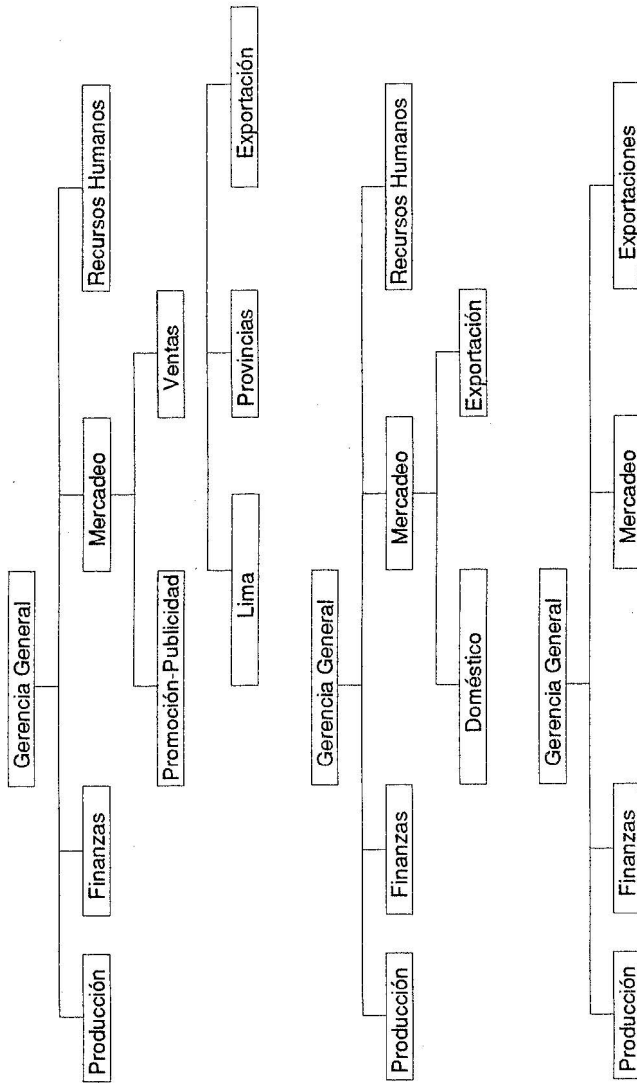 Gerencia General
Producción
Finanzas
Mercadeo
Recursos Humanos
Promoción-Publicidad
Ventas
Lima
Provincias
Exportación
Gerencia General
Producción
Finanzas
Mercadeo
Recursos Humanos
Doméstico
Exportación
Gerencia General
Producción
Finanzas
Mercadeo
Exportaciones